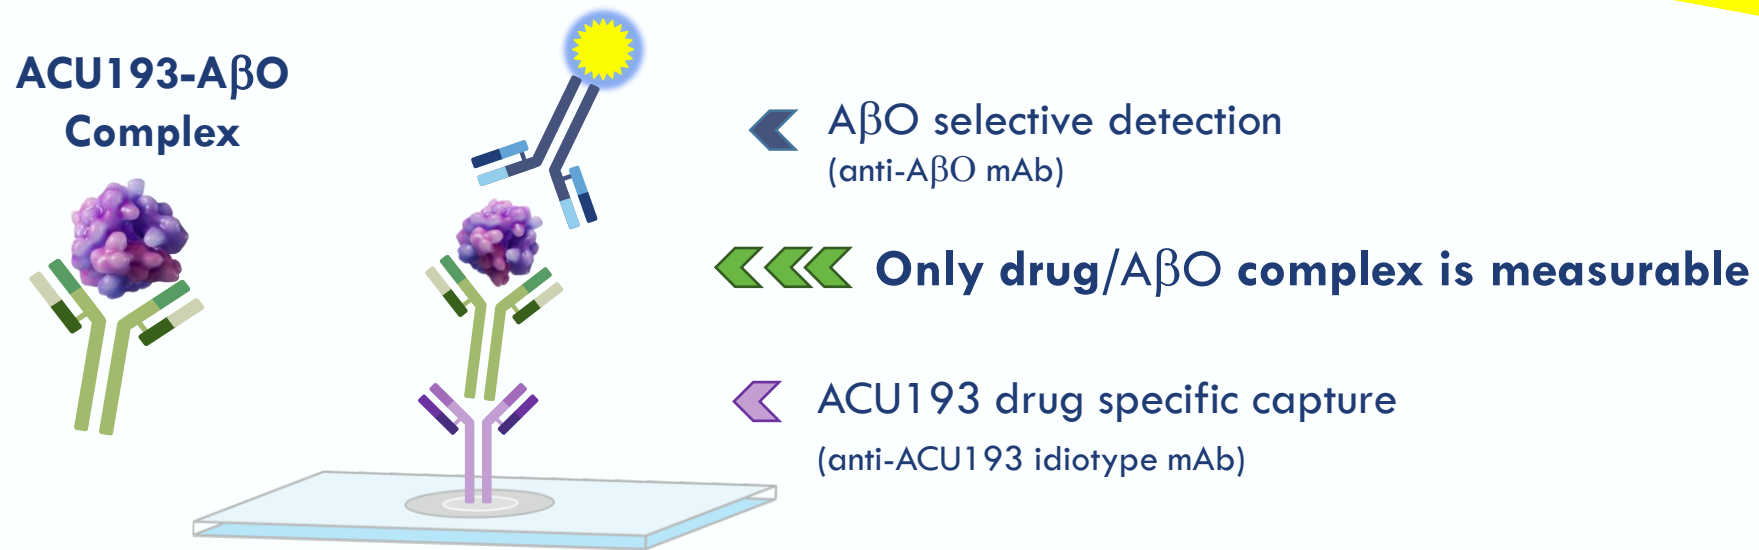 ACU193-AβO
Complex
AβO selective detection
(anti-AβO mAb)
Only drug/AβO complex is measurable
ACU193 drug specific capture
(anti-ACU193 idiotype mAb)